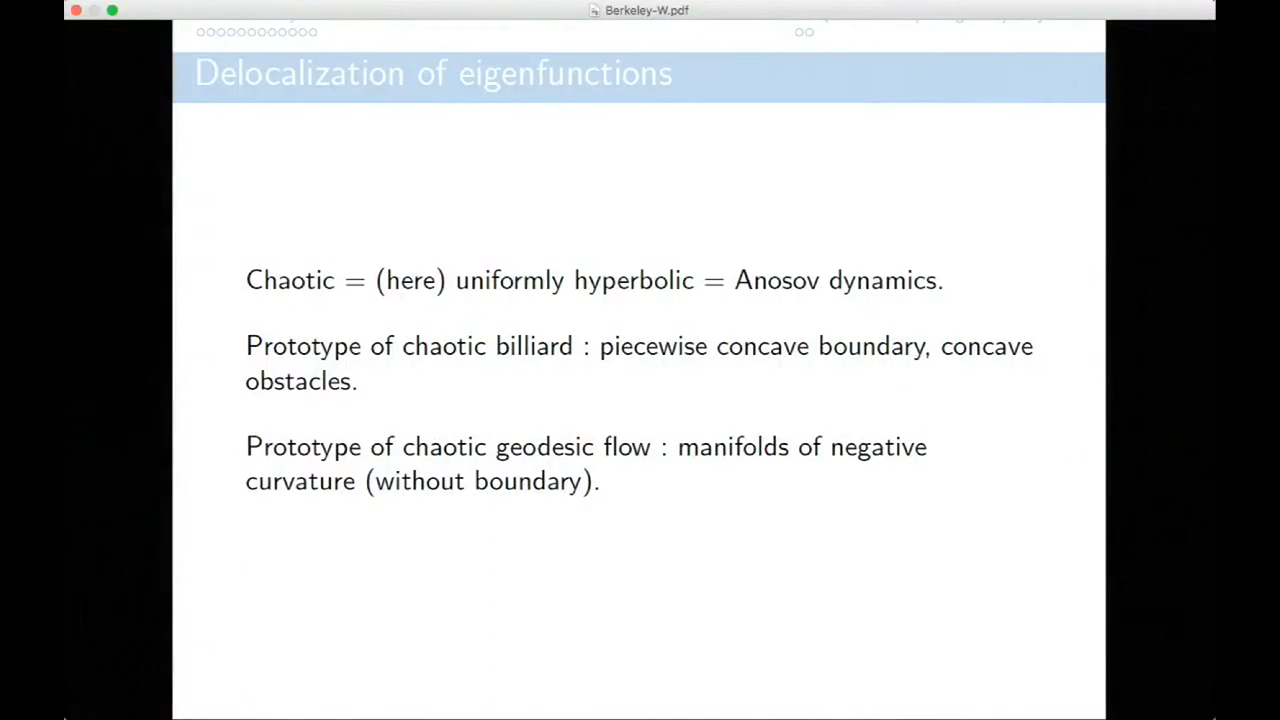 Berkeley-W.pdf
Delocalization of eigenfunctions
Chaotic = (here) uniformly hyperbolic = Anosov dynamics.
Prototype of chaotic billiard : piecewise concave boundary, concave
obstacles.
Prototype of chaotic geodesic flow : manifolds of negative
curvature (without boundary).